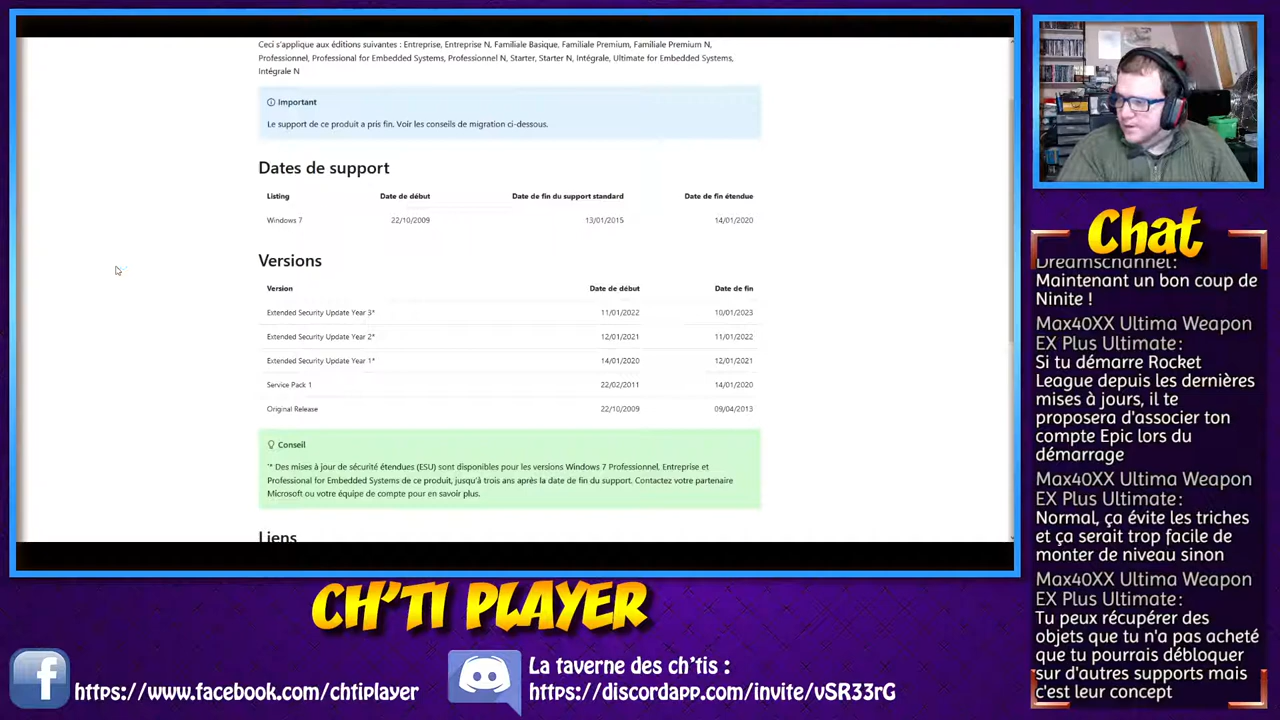 Ceci s'applique aux éditions suivantes : Entreprise, Entreprise N, Familiale Basique, Familiale Premium, Familiale Premium N,
Professionnel, Professional for Embedded Systems, Professionnel N, Starter, Starter N, Intégrale, Ultimate for Embedded Systems,
Intégrale N
Important
Le support de ce produit a pris fin. Voir les conseils de migration ci-dessous.
Dates de support
Listing Date de début Date de fin du support standard Date de fin étendue
Windows 7 22/10/2009 13/01/2015 14/01/2020
Versions
Version Date de début Date de fin
Extended Security Update Year 3* 11/01/2022 10/01/2023
Extended Security Update Year 2* 12/01/2021 11/01/2022
Extended Security Update Year 1* 14/01/2020 12/01/2021
Service Pack 1 22/02/2011 14/01/2020
Original Release 22/10/2009 09/04/2013
Conseil
'* Des mises à jour de sécurité étendues (ESU) sont disponibles pour les versions Windows 7 Professionnel, Entreprise et
Professional for Embedded Systems de ce produit, jusqu'à trois ans après la date de fin du support. Contactez votre partenaire
Microsoft ou votre équipe de compte pour en savoir plus.
Liens
Chat
Dreamschannel:
Maintenant un bon coup de
Ninite !
Max40XX Ultima Weapon
EX Plus Ultimate:
Si tu démarre Rocket
League depuis les dernières
mises à jours, il te
proposera d'associer ton
compte Epic lors du
démarrage
Max40XX Ultima Weapon
EX Plus Ultimate:
Normal, ça évite les triches
et ça serait trop facile de
monter de niveau sinon
Max40XX Ultima Weapon
EX Plus Ultimate:
Tu peux récupérer des
objets que tu n'a pas acheté
que tu pourrais débloquer
sur d'autres supports mais
c'est leur concept
CH'TI PLAYER
f
https://www.facebook.com/chtiplayer
La taverne des ch'tis :
https://discordapp.com/invite/vSR33rG